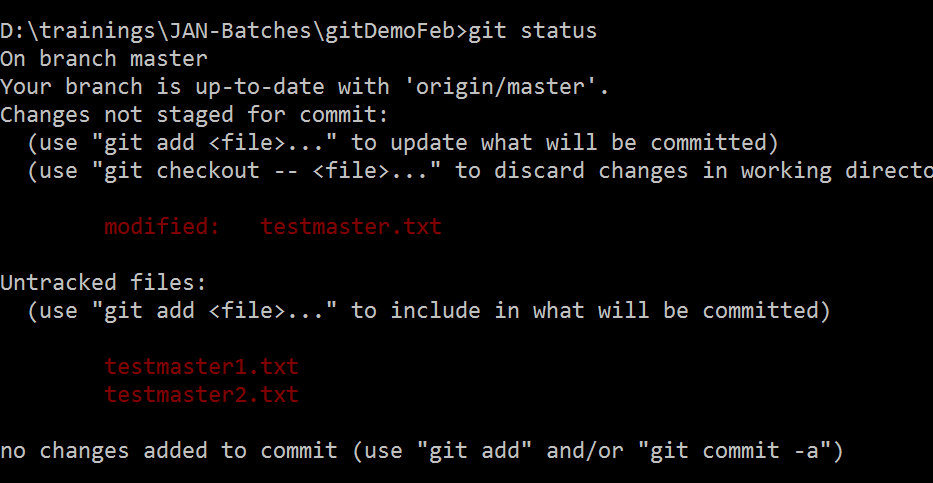 D:\trainings\JAN-Batches\gitDemoFeb>git status
On branch master
Your branch is up-to-date with 'origin/master'.
Changes not staged for commit:
  (use "git add <file>..." to update what will be committed)
  (use "git checkout -- <file>..." to discard changes in working directo

        modified:   testmaster.txt

Untracked files:
  (use "git add <file>..." to include in what will be committed)

        testmaster1.txt
        testmaster2.txt

no changes added to commit (use "git add" and/or "git commit -a")